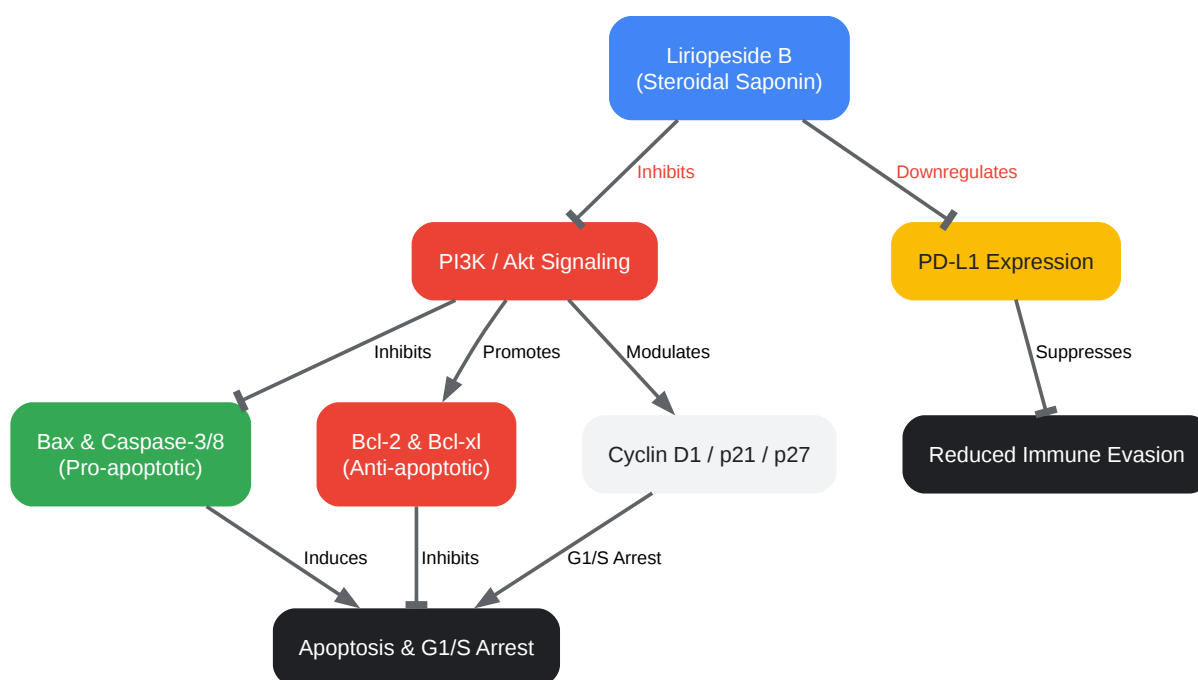 Liriopeside B
(Steroidal Saponin)
Inhibits
Downregulates
PI3K / Akt Signaling
PD-L1 Expression
Inhibits
Promotes
Modulates
Suppresses
Bax & Caspase-3/8
(Pro-apoptotic)
Bcl-2 & Bcl-xl
(Anti-apoptotic)
Cyclin D1 / p21 / p27
Reduced Immune Evasion
Induces
Inhibits
G1/S Arrest
Apoptosis & G1/S Arrest